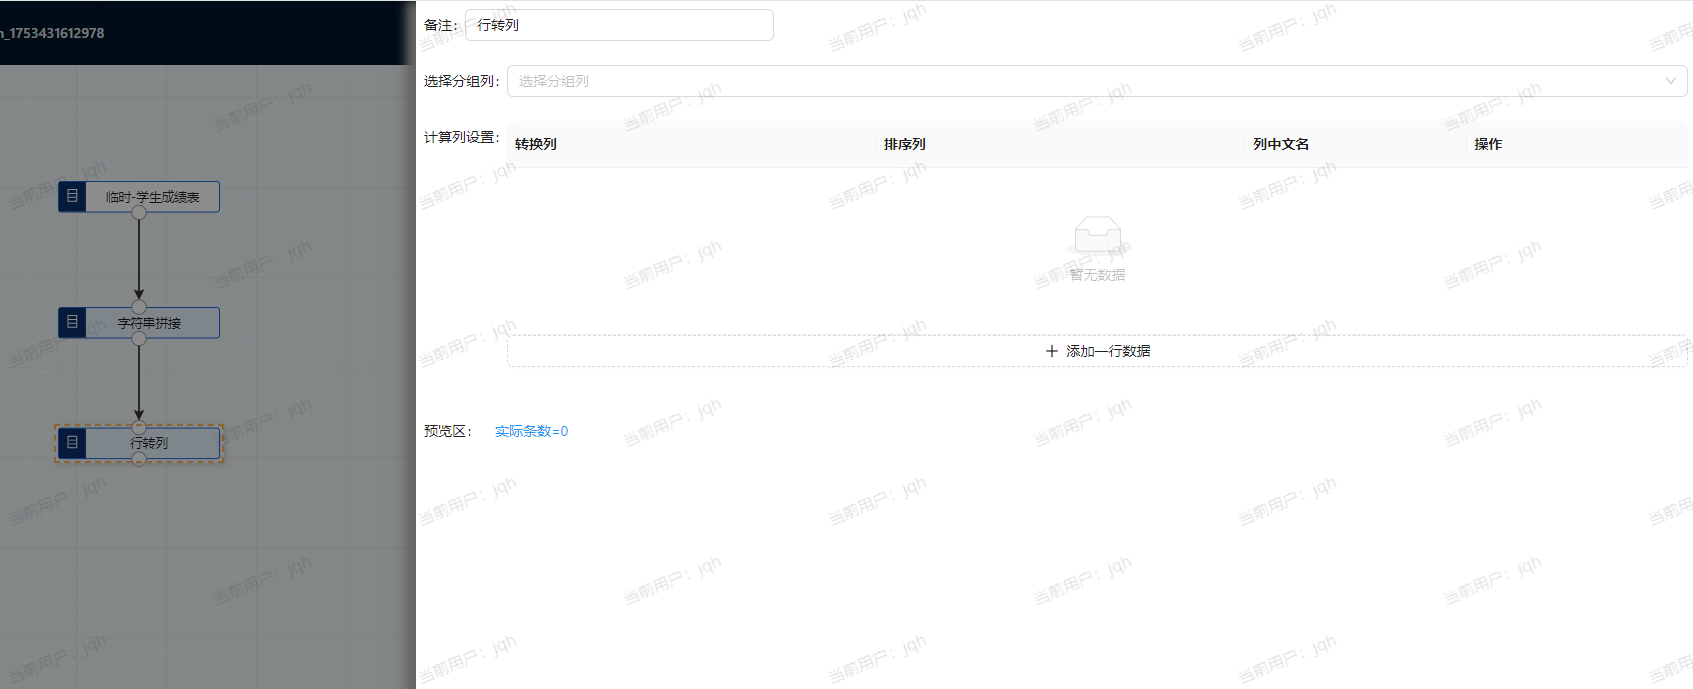 n_1753431612978
临时-学生成绩表
字符串拼接
行转列
备注： 行转列
选择分组列： 选择分组列
计算列设置： 转换列 排序列 列中文名 操作
暂无数据
+ 添加一行数据
预览区： 实际条数=0
当前用户：jqh